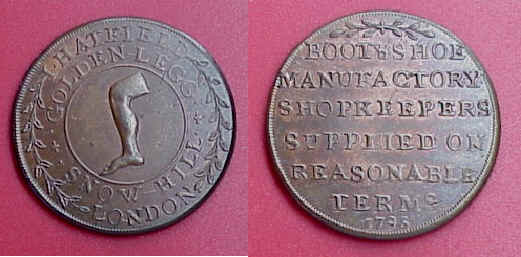 HATFIELD
GOLDEN LEGG
SNOW HILL
LONDON
BOOT & SHOE
MANUFACTORY
SHOPKEEPERS
SUPPLIED ON
REASONABLE
TERMS
1795